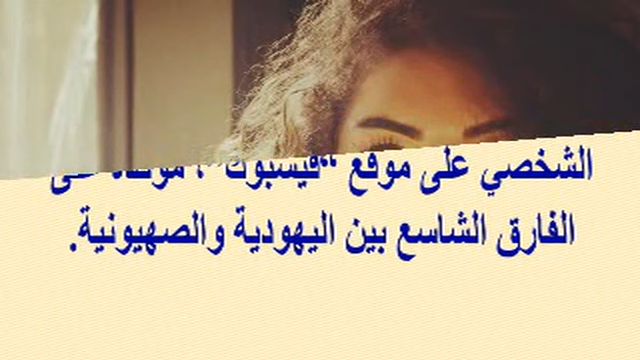 الشخصي على موقع "فيسبوك"،
الفارق الشاسع بين اليهودية والصهيونية.